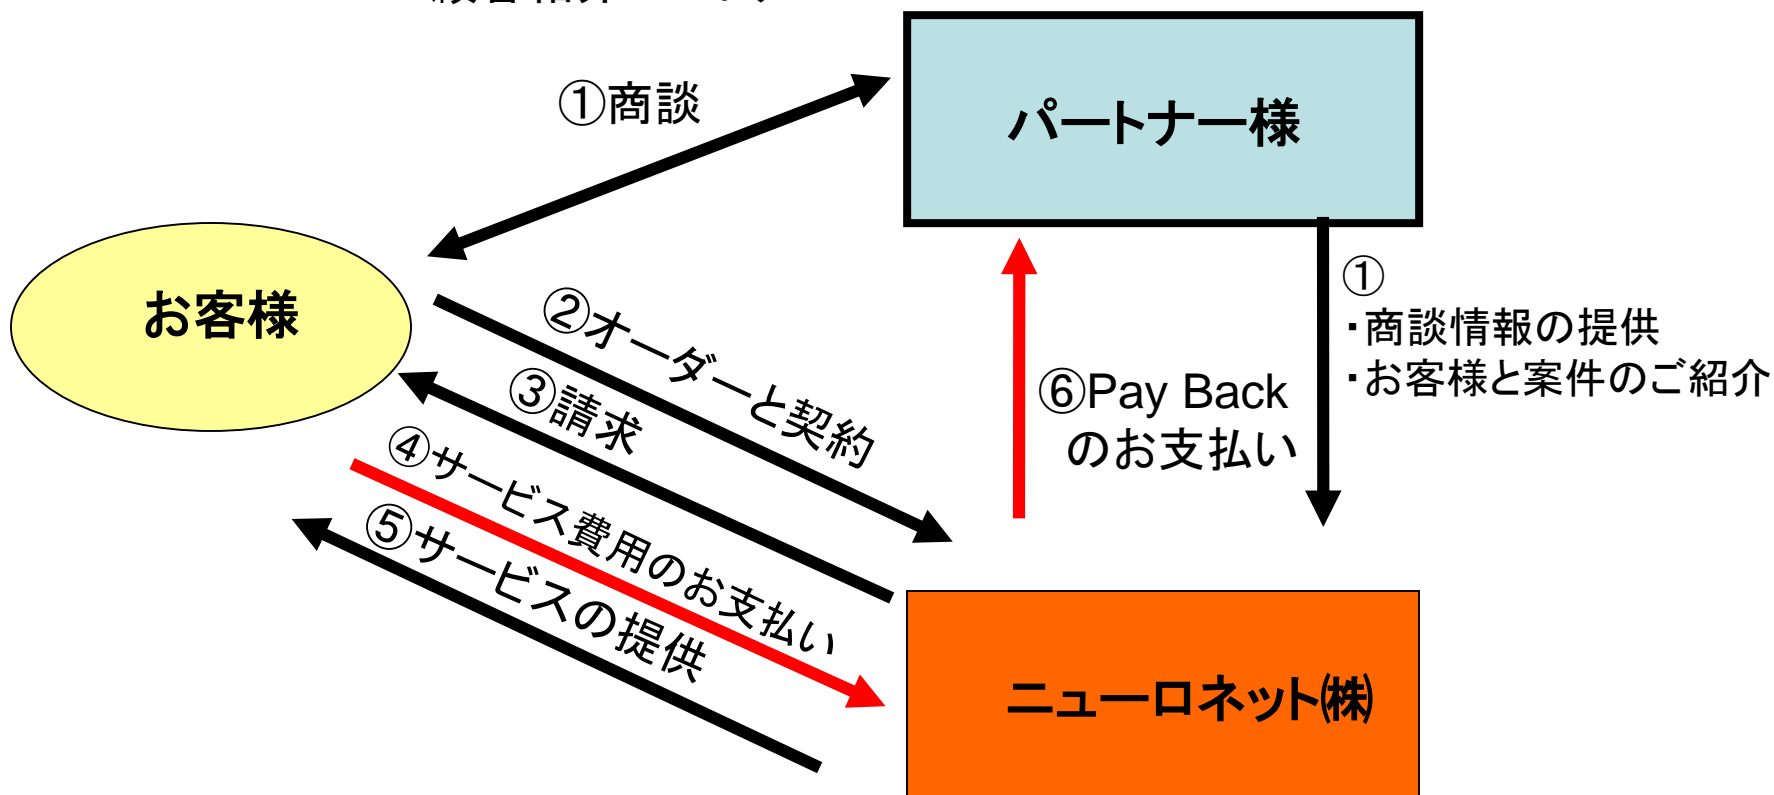 ①商談
パートナー様
お客様
②オーダーと契約
③請求
④サービス費用のお支払い
⑤サービスの提供
⑥Pay Back
のお支払い
①
・商談情報の提供
・お客様と案件のご紹介
ニューロネット㈱